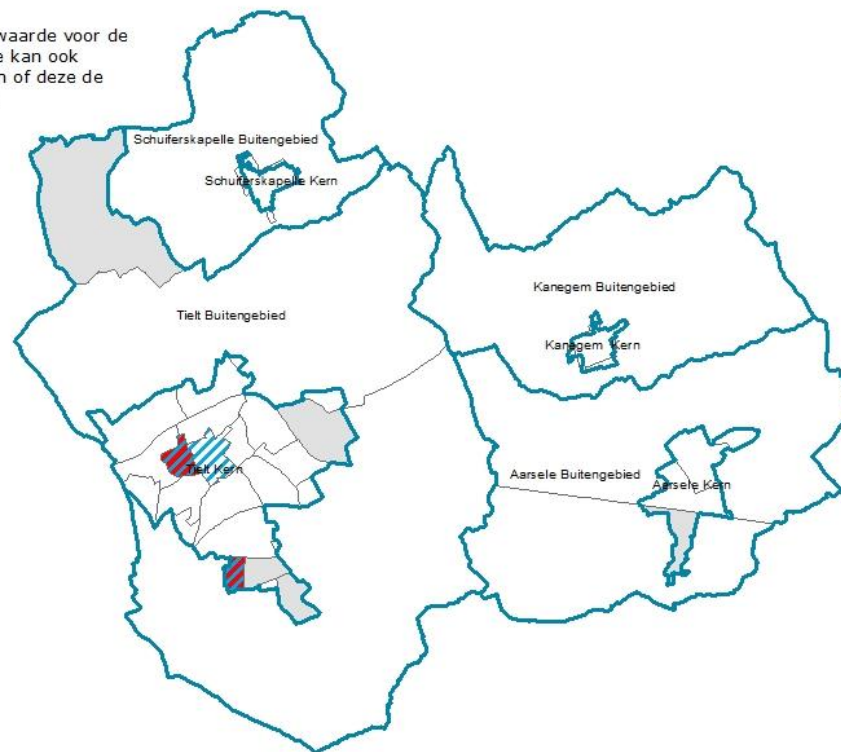 waarde voor de
e kan ook
n of deze de
Schuiferskapelle Buitengebied
Schuiferskapelle Kern
Kanegem Buitengebied
Tielt Buitengebied
Kanegem Kern
Tielt Kern
Aarsele Buitengebied
Aarsele Kern